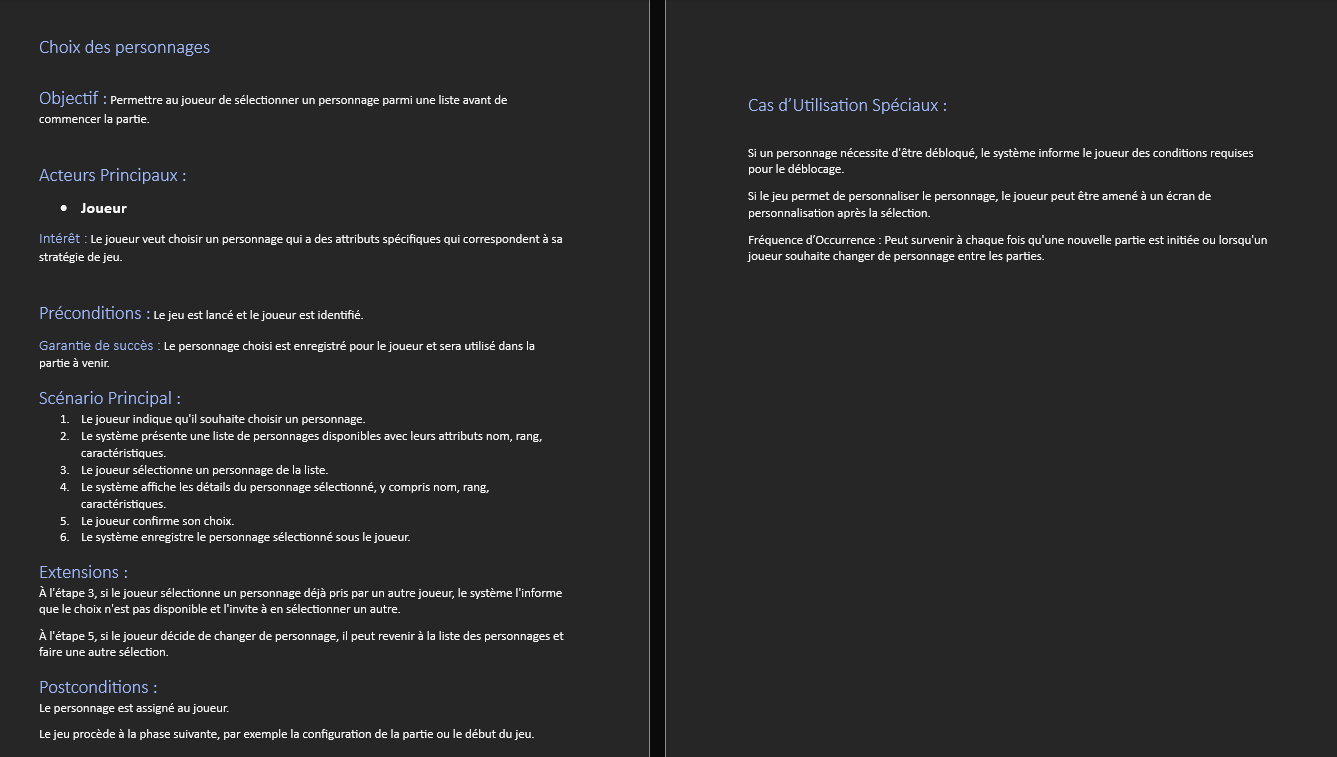 Choix des personnages
Objectif : Permettre au joueur de sélectionner un personnage parmi une liste avant de
commencer la partie.
Acteurs Principaux :
• Joueur
Intérêt : Le joueur veut choisir un personnage qui a des attributs spécifiques qui correspondent à sa
stratégie de jeu.
Préconditions : Le jeu est lancé et le joueur est identifié.
Garantie de succès : Le personnage choisi est enregistré pour le joueur et sera utilisé dans la
partie à venir.
Scénario Principal :
1. Le joueur indique qu'il souhaite choisir un personnage.
2. Le système présente une liste de personnages disponibles avec leurs attributs nom, rang,
caractéristiques.
3. Le joueur sélectionne un personnage de la liste.
4. Le système affiche les détails du personnage sélectionné, y compris nom, rang,
caractéristiques.
5. Le joueur confirme son choix.
6. Le système enregistre le personnage sélectionné sous le joueur.
Extensions :
À l'étape 3, si le joueur sélectionne un personnage déjà pris par un autre joueur, le système l'informe
que le choix n'est pas disponible et l'invite à en sélectionner un autre.
À l'étape 5, si le joueur décide de changer de personnage, il peut revenir à la liste des personnages et
faire une autre sélection.
Postconditions :
Le personnage est assigné au joueur.
Le jeu procède à la phase suivante, par exemple la configuration de la partie ou le début du jeu.
Cas d’Utilisation Spéciaux :
Si un personnage nécessite d'être débloqué, le système informe le joueur des conditions requises
pour le déblocage.
Si le jeu permet de personnaliser le personnage, le joueur peut être amené à un écran de
personnalisation après la sélection.
Fréquence d’Occurrence : Peut survenir à chaque fois qu'une nouvelle partie est initiée ou lorsqu'un
joueur souhaite changer de personnage entre les parties.